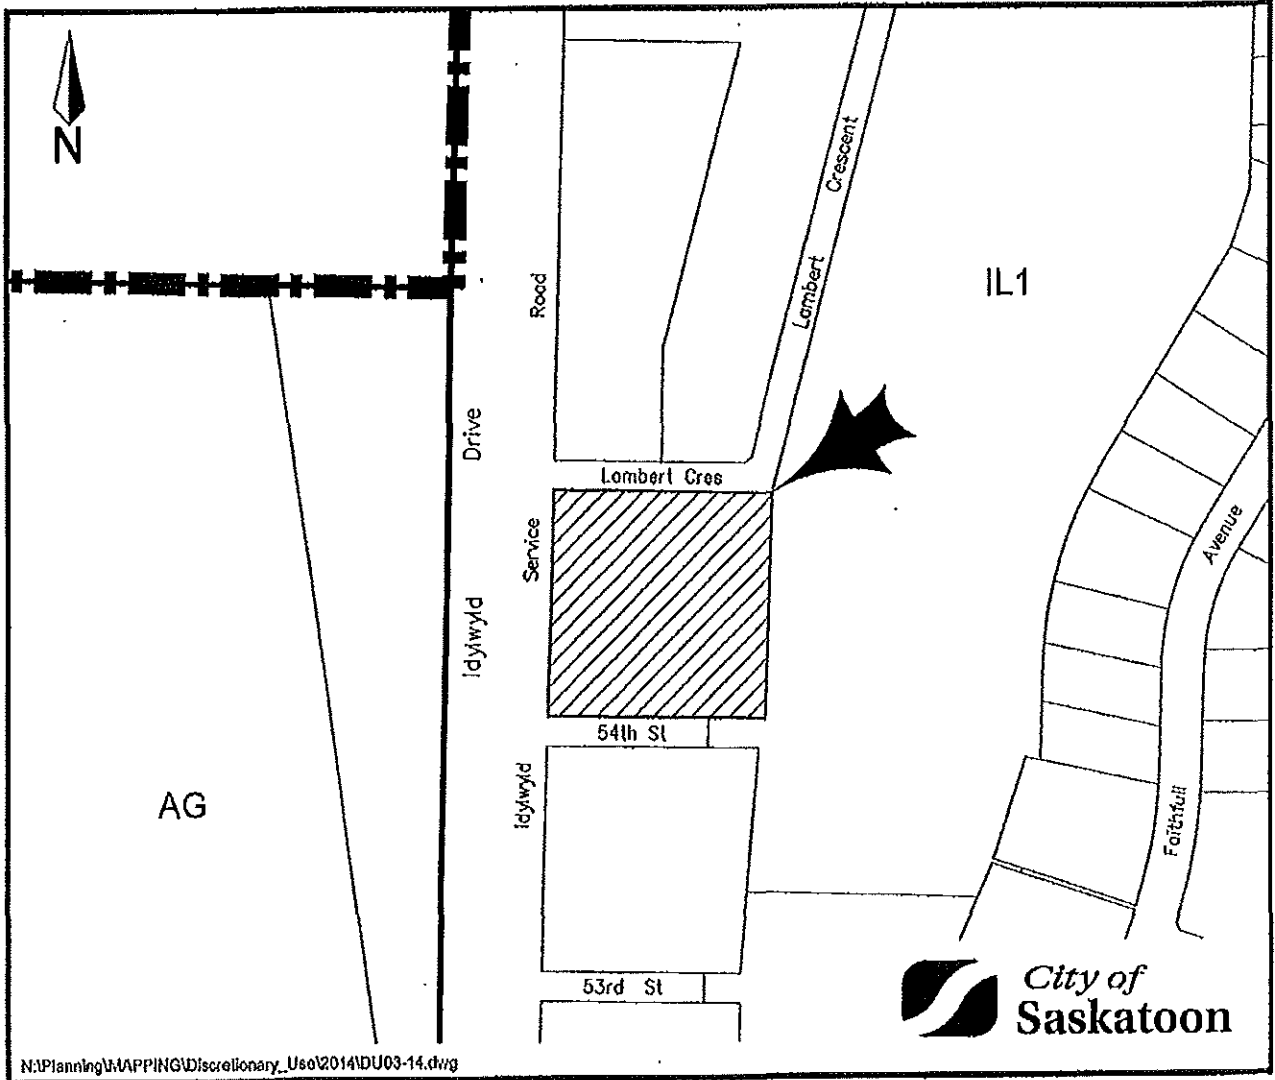 N
Lambert Crescent
IL1
Road
Drive
Lambert Cres
Service
Avenue
Idylwyld
54th St
Idylwyld
AG
Faithfull
53rd St
City of
Saskatoon
N:\Planning\MAPPING\Discretionary_Use\2014\DU03-14.dwg